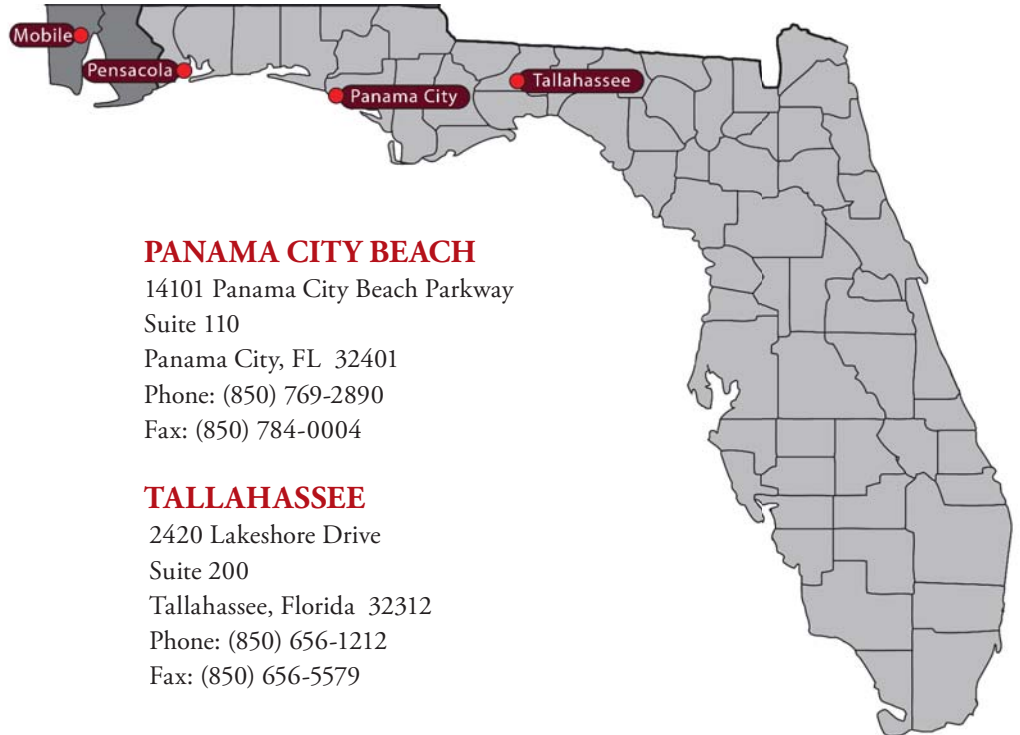 Mobile
Pensacola
Panama City
Tallahassee
PANAMA CITY BEACH
14101 Panama City Beach Parkway
Suite 110
Panama City, FL 32401
Phone: (850) 769-2890
Fax: (850) 784-0004
TALLAHASSEE
2420 Lakeshore Drive
Suite 200
Tallahassee, Florida 32312
Phone: (850) 656-1212
Fax: (850) 656-5579